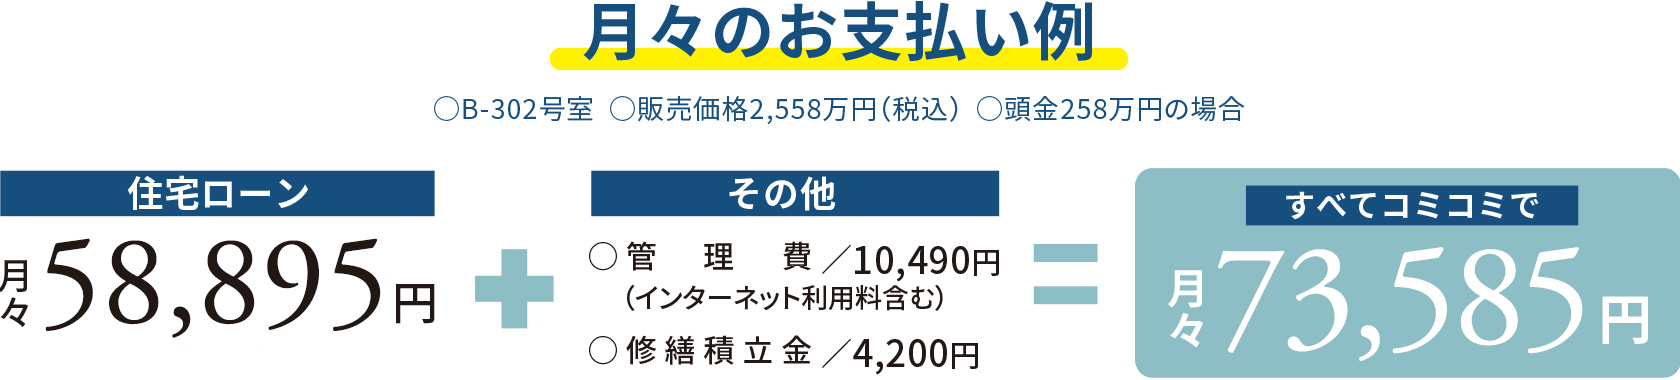 月々のお支払い例
○B-302号室 ○販売価格2,558万円(税込) ○頭金258万円の場合
住宅ローン
月々58,895円
+
その他
○管理費／10,490円
(インターネット利用料含む)
○修繕積立金／4,200円
=
すべてコミコミで
月々73,585円